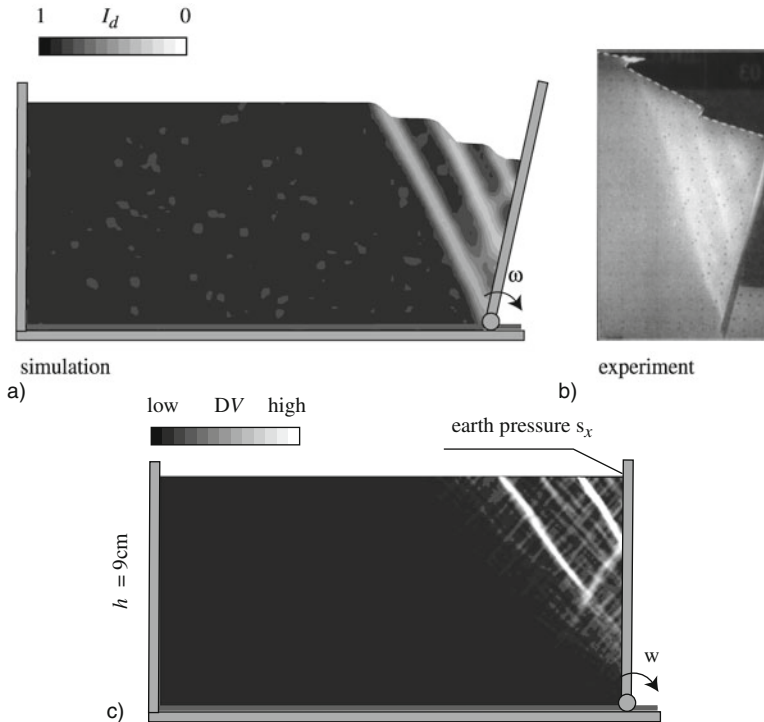 1 I_d 0
ω
simulation
experiment
a)
b)
low DV high
earth pressure s_x
h = 9cm
w
c)